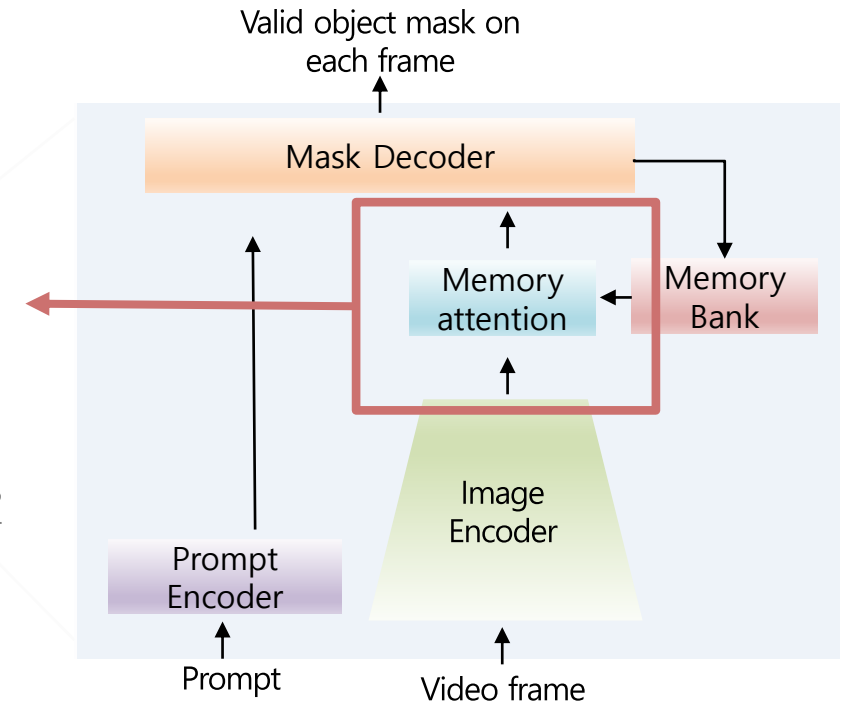 Valid object mask on
each frame
Mask Decoder
Memory
attention
Memory
Bank
Image
Encoder
Prompt
Encoder
Prompt
Video frame